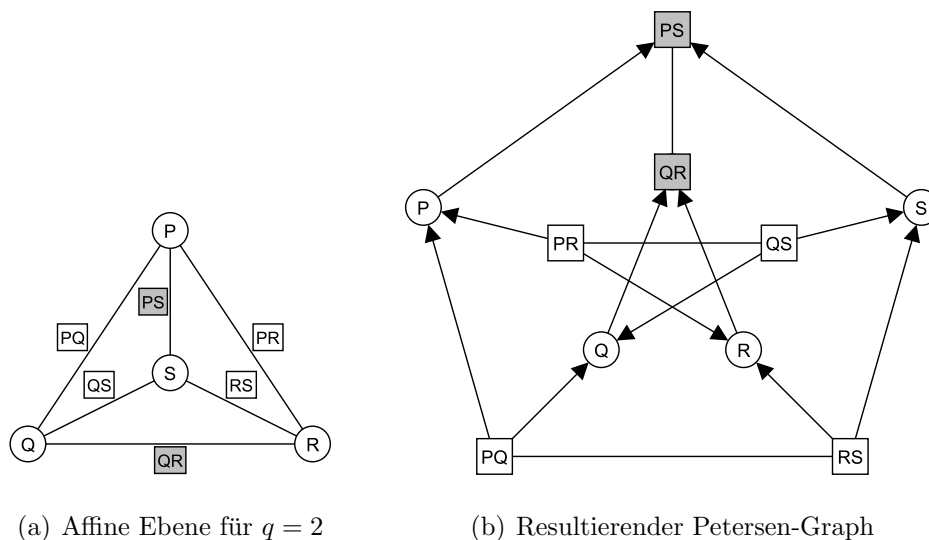 PS
QR
P
S
PR
QS
Q
R
PQ
RS
P
PS
PQ
PR
QS
S
RS
Q
QR
R
(a) Affine Ebene für q = 2
(b) Resultierender Petersen-Graph